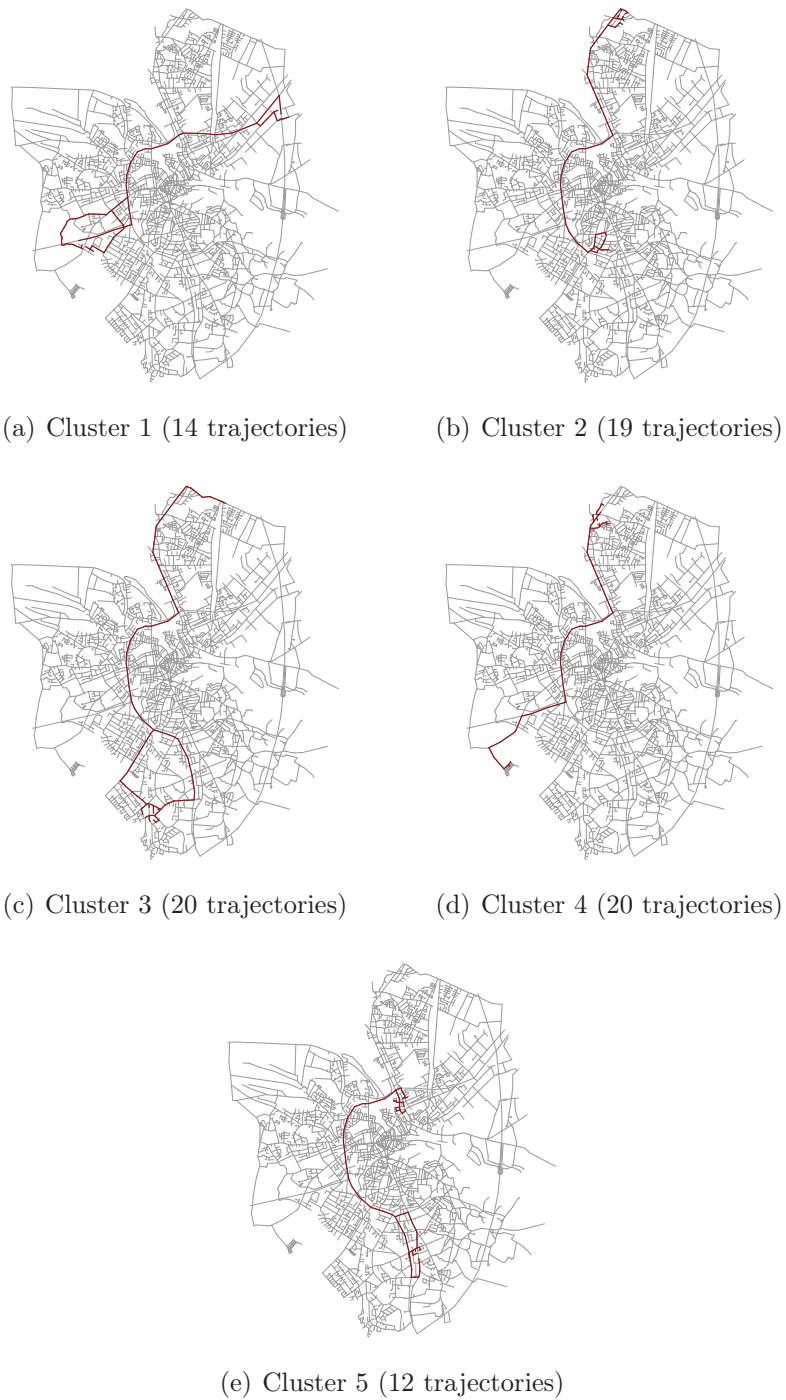 (a) Cluster 1 (14 trajectories)
(b) Cluster 2 (19 trajectories)
(c) Cluster 3 (20 trajectories)
(d) Cluster 4 (20 trajectories)
(e) Cluster 5 (12 trajectories)